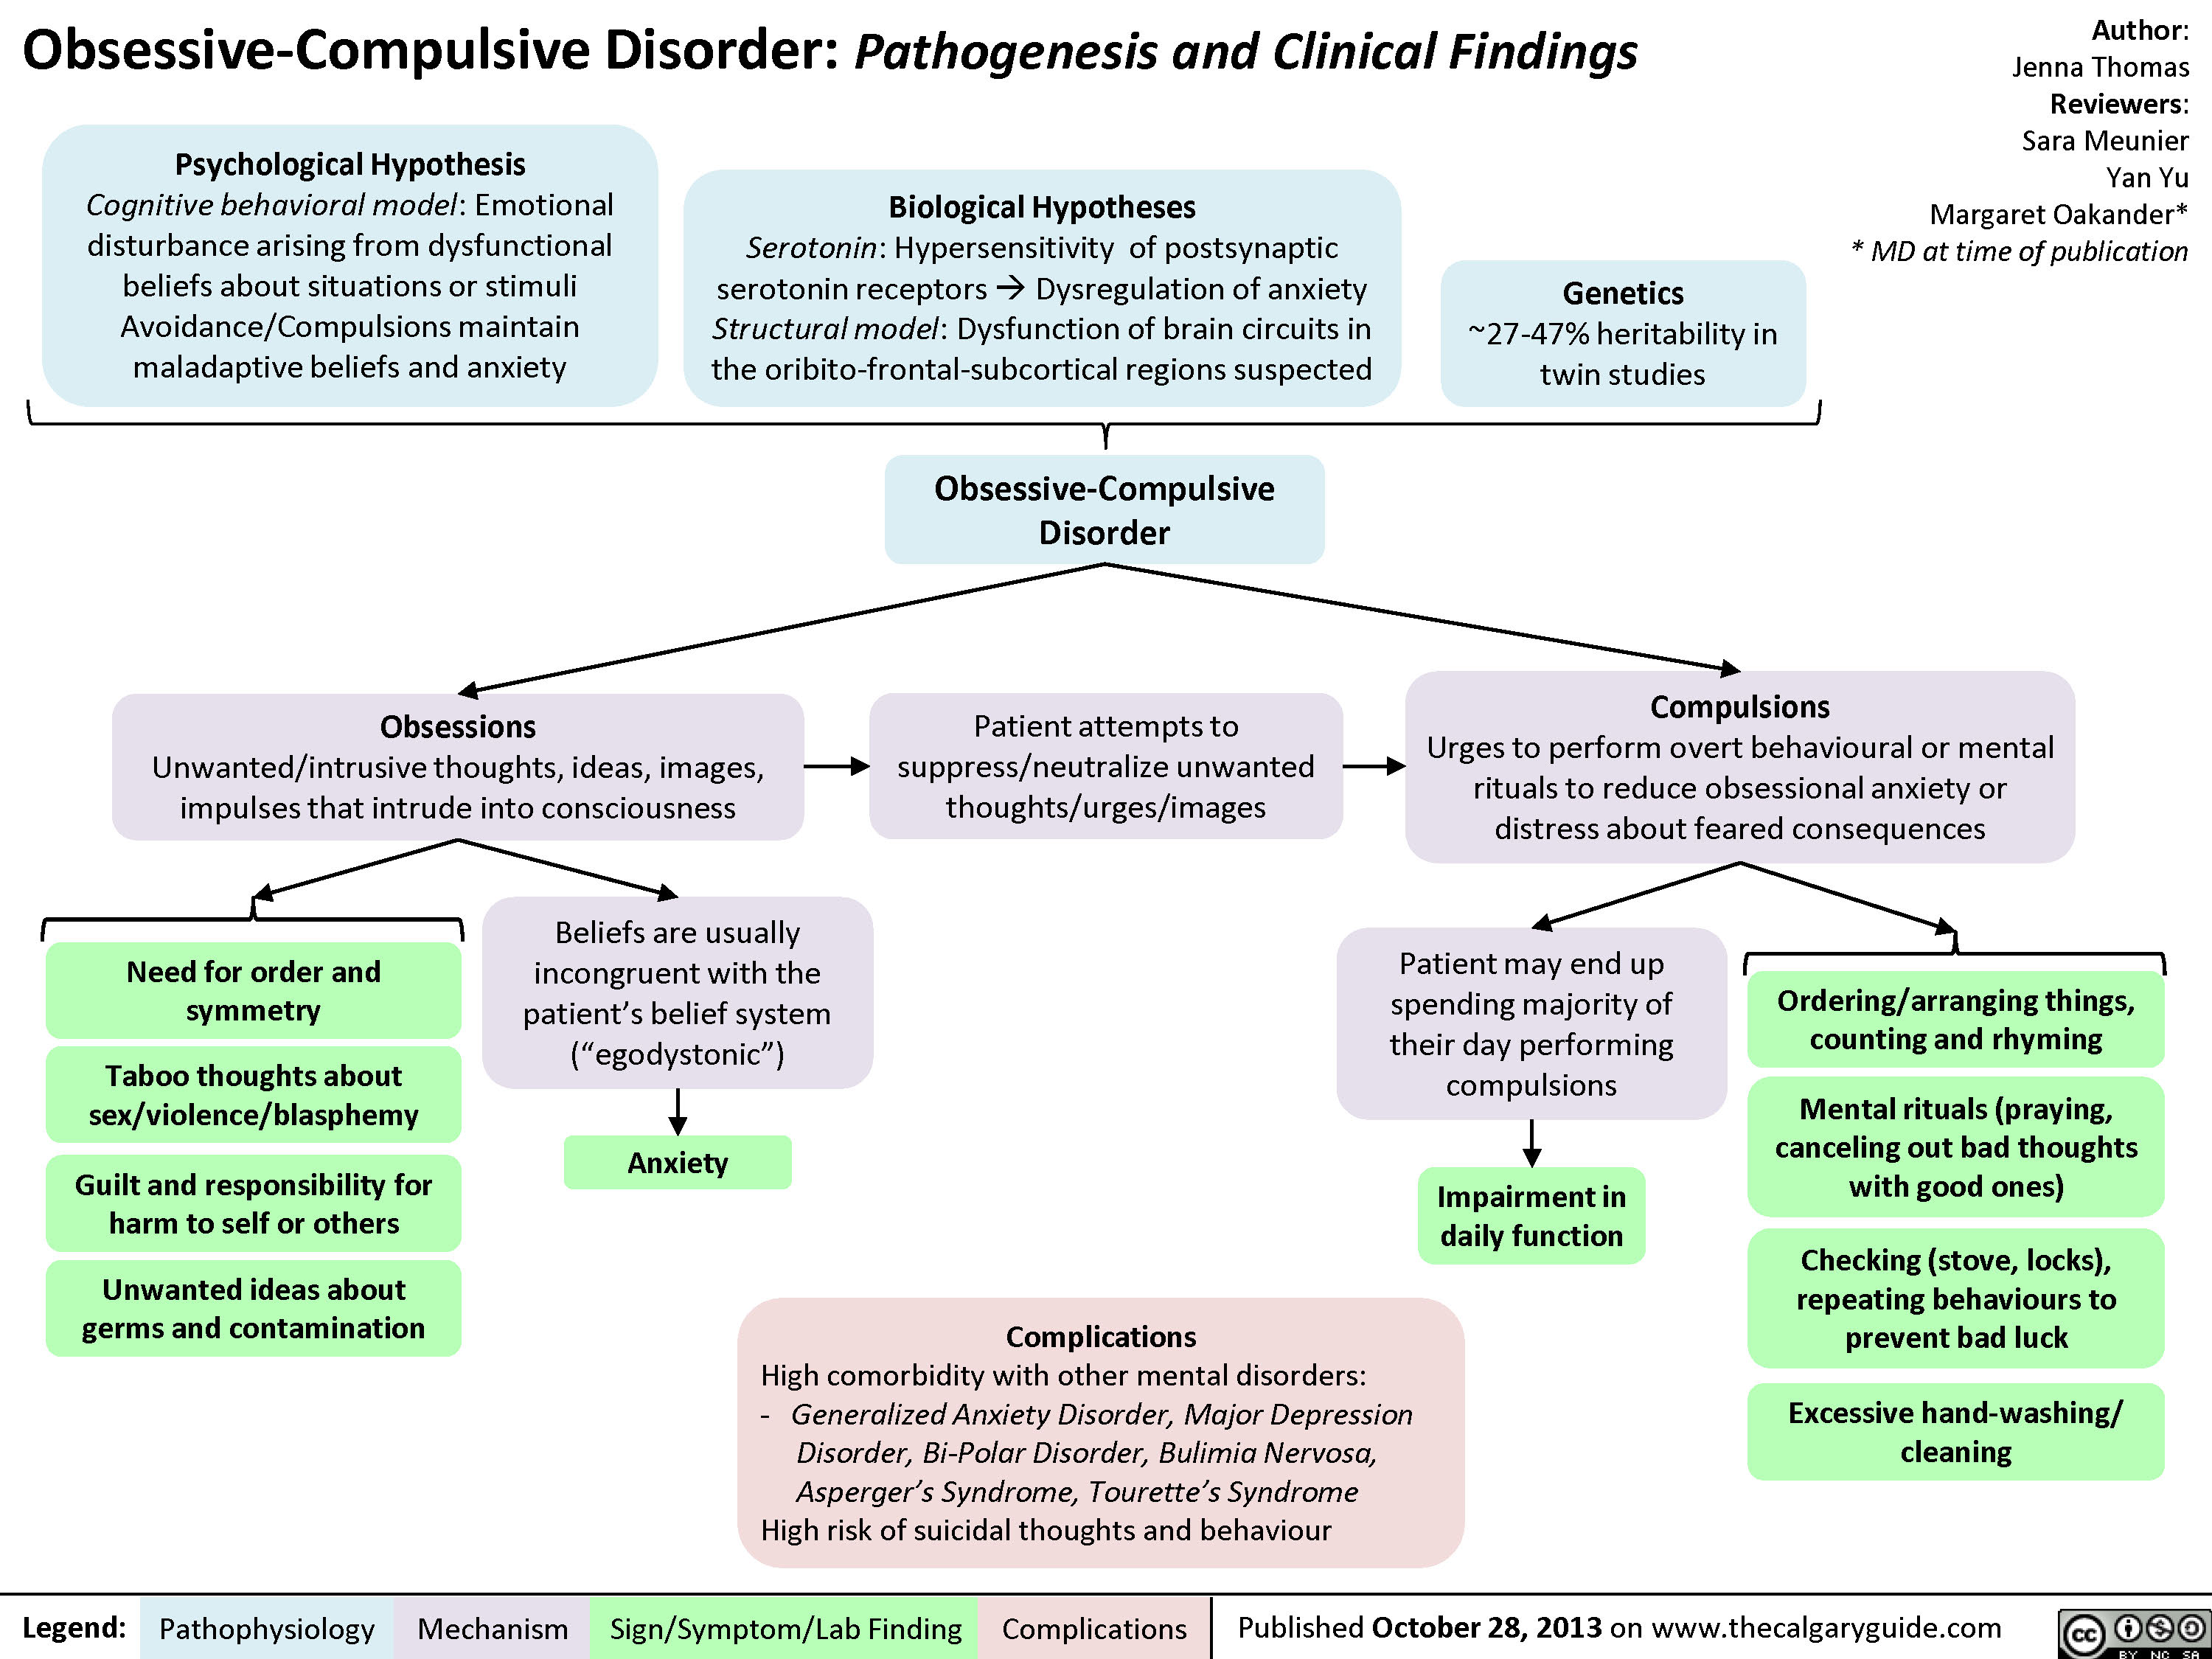 Obsessive-Compulsive Disorder: Pathogenesis and Clinical Findings
Author:
Jenna Thomas
Reviewers:
Sara Meunier
Yan Yu
Margaret Oakander*
* MD at time of publication
Psychological Hypothesis
Cognitive behavioral model: Emotional
disturbance arising from dysfunctional
beliefs about situations or stimuli
Avoidance/Compulsions maintain
maladaptive beliefs and anxiety
Biological Hypotheses
Serotonin: Hypersensitivity of postsynaptic
serotonin receptors → Dysregulation of anxiety
Structural model: Dysfunction of brain circuits in
the oribito-frontal-subcortical regions suspected
Genetics
~27-47% heritability in
twin studies
Obsessive-Compulsive
Disorder
Obsessions
Unwanted/intrusive thoughts, ideas, images,
impulses that intrude into consciousness
Patient attempts to
suppress/neutralize unwanted
thoughts/urges/images
Compulsions
Urges to perform overt behavioural or mental
rituals to reduce obsessional anxiety or
distress about feared consequences
Need for order and
symmetry
Taboo thoughts about
sex/violence/blasphemy
Guilt and responsibility for
harm to self or others
Unwanted ideas about
germs and contamination
Beliefs are usually
incongruent with the
patient's belief system
(“egodystonic”)
Anxiety
Patient may end up
spending majority of
their day performing
compulsions
Impairment in
daily function
Ordering/arranging things,
counting and rhyming
Mental rituals (praying,
canceling out bad thoughts
with good ones)
Checking (stove, locks),
repeating behaviours to
prevent bad luck
Excessive hand-washing/
cleaning
Complications
High comorbidity with other mental disorders:
- Generalized Anxiety Disorder, Major Depression
Disorder, Bi-Polar Disorder, Bulimia Nervosa,
Asperger’s Syndrome, Tourette’s Syndrome
High risk of suicidal thoughts and behaviour
Legend: Pathophysiology Mechanism Sign/Symptom/Lab Finding Complications Published October 28, 2013 on www.thecalgaryguide.com
cc BY NC SA